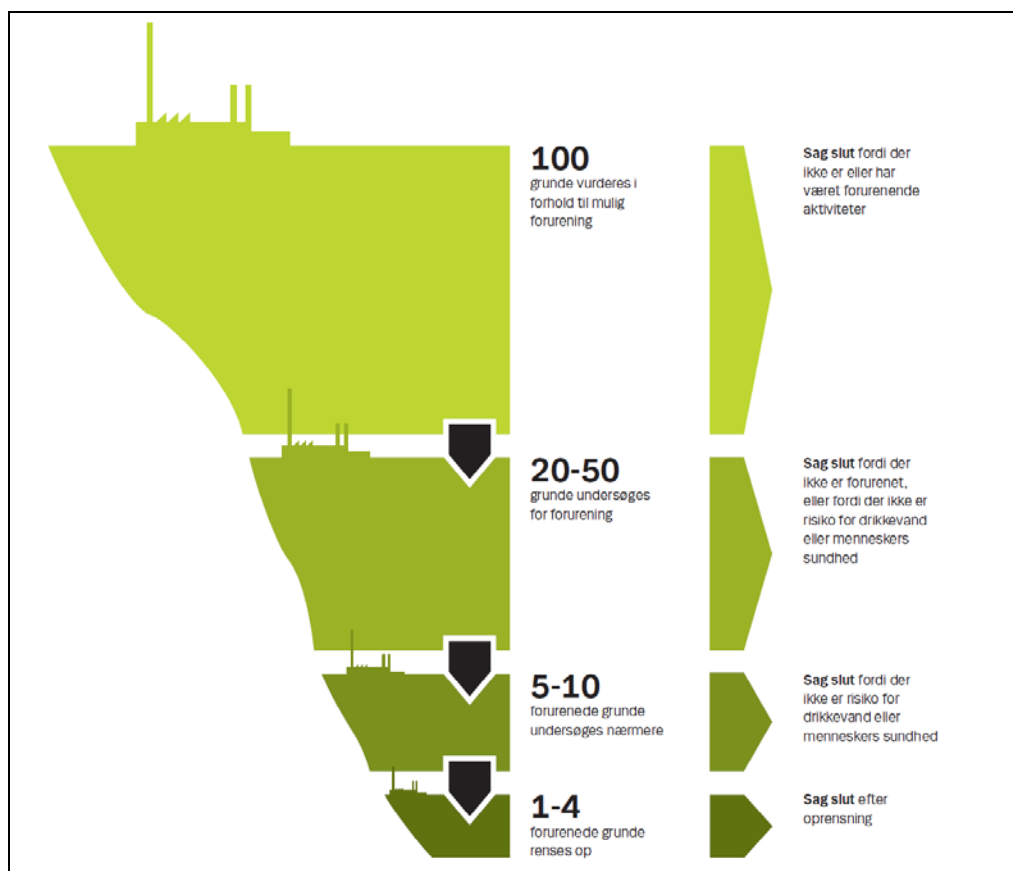 100
grunde vurderes i
forhold til mulig
forurening
Sag slut fordi der
ikke er eller har
været forurenende
aktiviteter
20-50
grunde undersøges
for forurening
Sag slut fordi der
ikke er forurenet,
eller fordi der ikke er
risiko for drikkevand
eller menneskers
sundhed
5-10
forurenede grunde
undersøges nærmere
Sag slut fordi der
ikke er risiko for
drikkevand eller
menneskers sundhed
1-4
forurenede grunde
renses op
Sag slut efter
oprensning